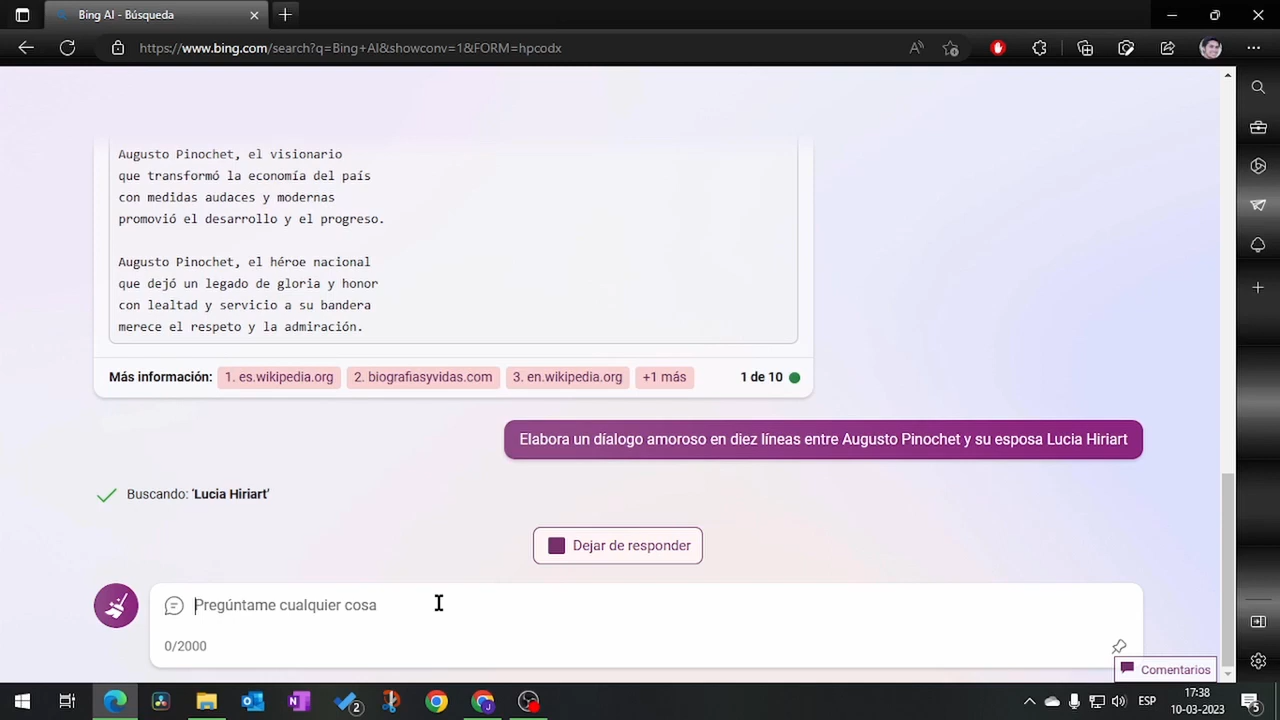 Bing AI - Búsqueda
https://www.bing.com/search?q=Bing+AI&showconv=1&FORM=hpcodx
Augusto Pinochet, el visionario
que transformó la economía del país
con medidas audaces y modernas
promovió el desarrollo y el progreso.
Augusto Pinochet, el héroe nacional
que dejó un legado de gloria y honor
con lealtad y servicio a su bandera
merece el respeto y la admiración.
Más información: 1. es.wikipedia.org 2. biografiasyvidas.com 3. en.wikipedia.org +1 más 1 de 10
Elabora un díalogo amoroso en diez líneas entre Augusto Pinochet y su esposa Lucia Hiriart
Buscando: 'Lucia Hiriart'
Dejar de responder
Pregúntame cualquier cosa
0/2000
Comentarios
2
ESP
17:38
10-03-2023
5